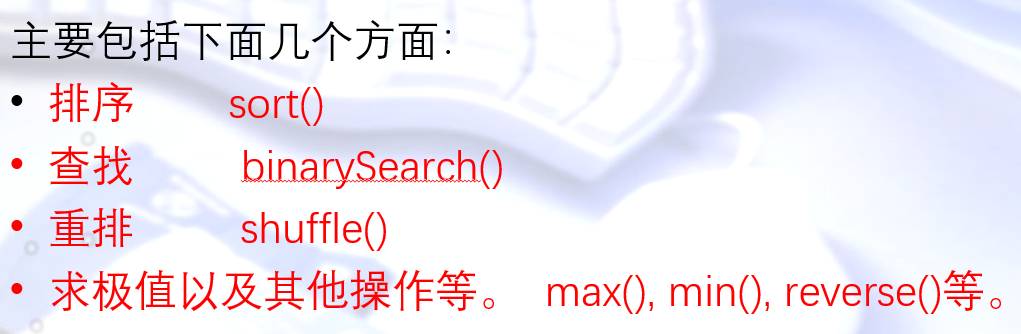 主要包括下面几个方面：
• 排序 sort()
• 查找 binarySearch()
• 重排 shuffle()
• 求极值以及其他操作等。 max(), min(), reverse()等。